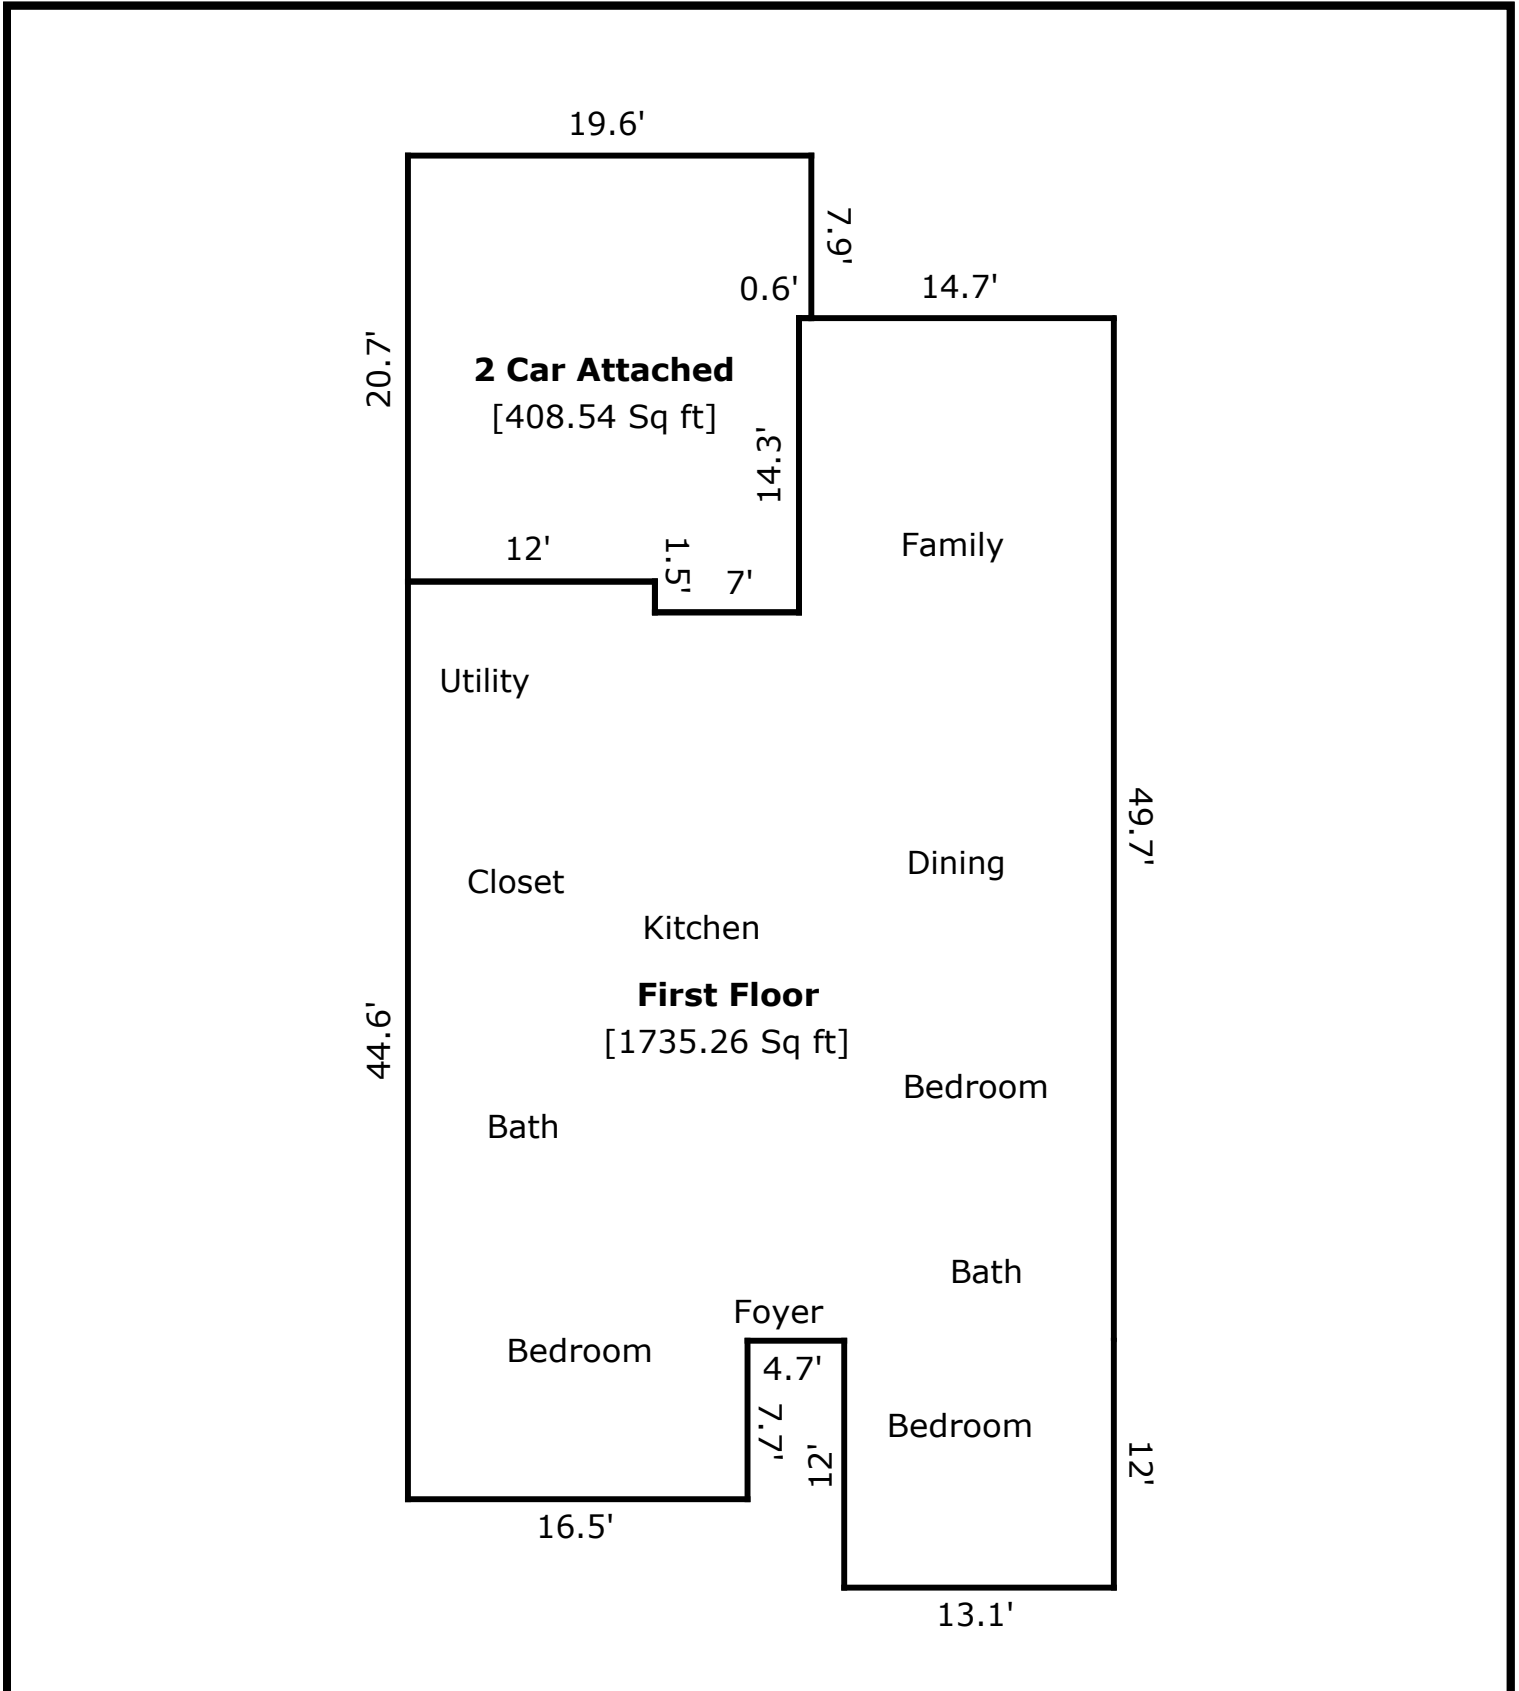 19.6'
7.9'
0.6'
14.7'
20.7'
2 Car Attached
[408.54 Sq ft]
14.3'
12'
1.5'
7'
Family
Utility
49.7'
Dining
Closet
Kitchen
First Floor
[1735.26 Sq ft]
44.6'
Bedroom
Bath
Bath
Foyer
Bedroom
4.7'
7.7'
12'
Bedroom
12'
16.5'
13.1'